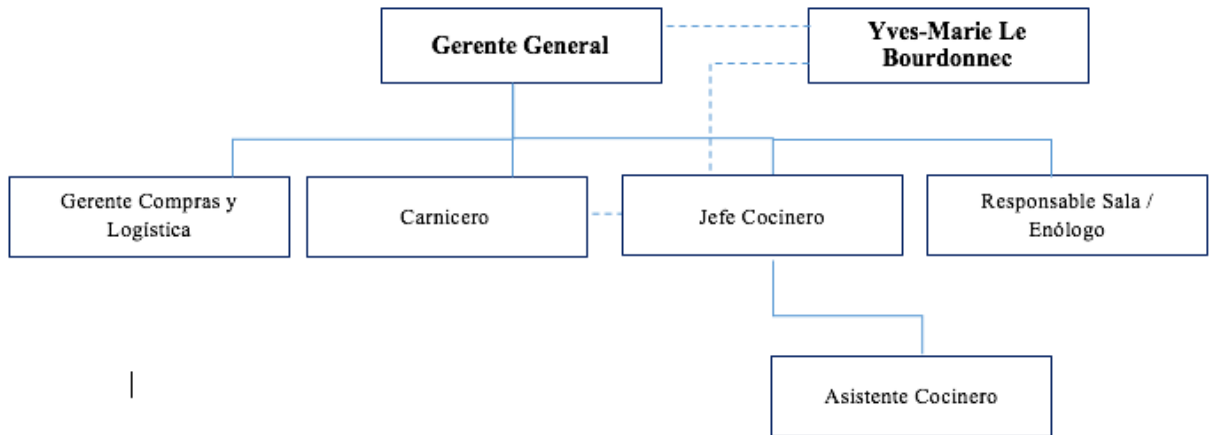 Gerente General
Yves-Marie Le
Bourdonnec
Gerente Compras y
Logística
Carnicero
Jefe Cocinero
Responsable Sala /
Enólogo
Asistente Cocinero